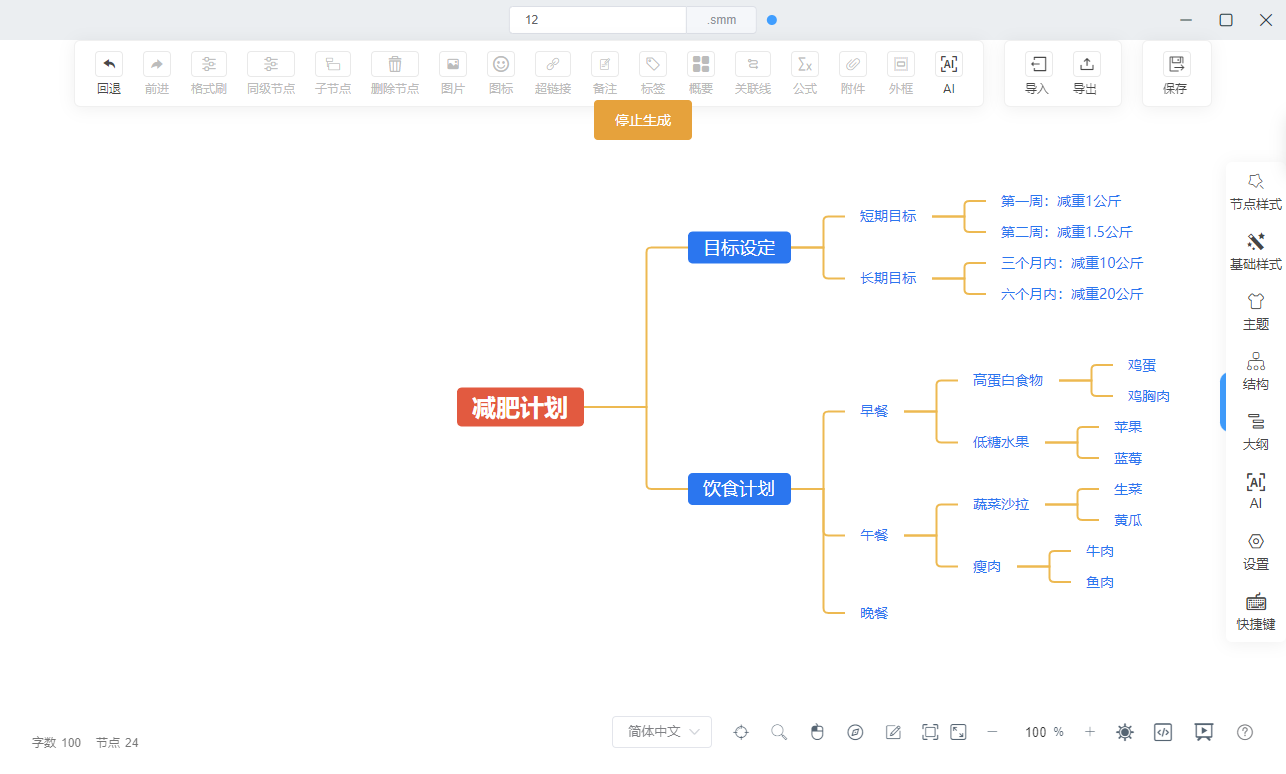 12 .smm
回退 前进 格式刷 同级节点 子节点 删除节点 图片 图标 超链接 备注 标签 概要 关联线 公式 附件 外框 AI 导入 导出 保存
停止生成
减肥计划
目标设定
短期目标
第一周：减重1公斤
第二周：减重1.5公斤
长期目标
三个月内：减重10公斤
六个月内：减重20公斤
饮食计划
早餐
高蛋白食物
鸡蛋
鸡胸肉
低糖水果
苹果
蓝莓
午餐
蔬菜沙拉
生菜
黄瓜
瘦肉
牛肉
鱼肉
晚餐
节点样式
基础样式
主题
结构
大纲
AI
设置
快捷键
字数 100 节点 24 简体中文 100 %